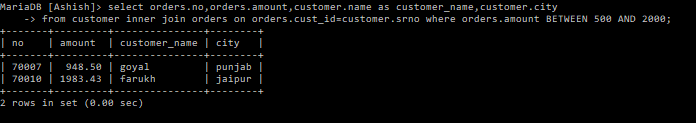 MariaDB [Ashish]> select orders.no,orders.amount,customer.name as customer_name,customer.city
    -> from customer inner join orders on orders.cust_id=customer.srno where orders.amount BETWEEN 500 AND 2000;
+-------+---------+---------------+--------+
| no    | amount  | customer_name | city   |
+-------+---------+---------------+--------+
| 70007 |  948.50 | goyal         | punjab |
| 70010 | 1983.43 | farukh        | jaipur |
+-------+---------+---------------+--------+
2 rows in set (0.00 sec)